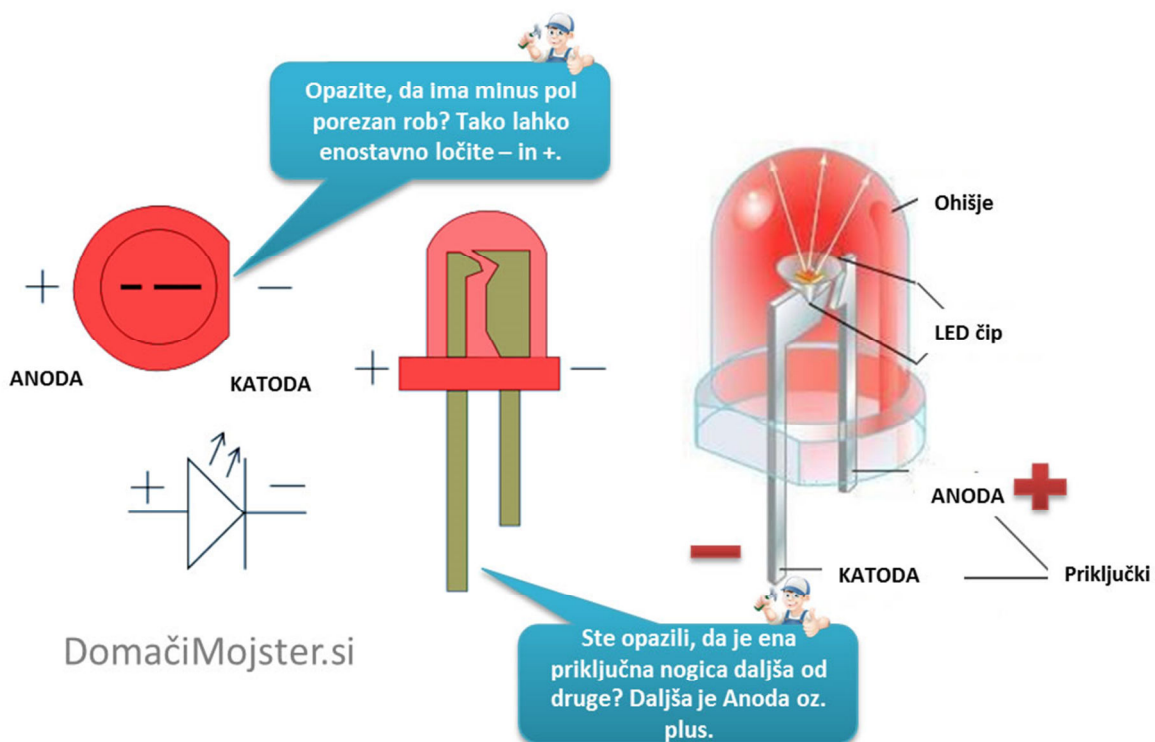 Opazite, da ima minus pol
porezan rob? Tako lahko
enostavno ločite – in +.
Ohišje
LED čip
+
—
ANODA
KATODA
+
—
+
—
ANODA
KATODA
Priključki
DomačiMojster.si
Ste opazili, da je ena
priključna nogica daljša od
druge? Daljša je Anoda oz.
plus.